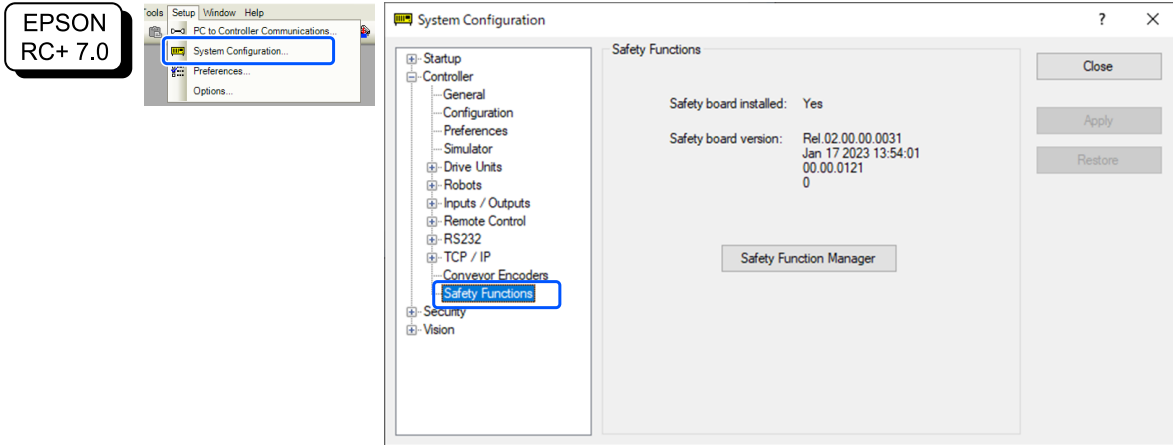 EPSON
RC+ 7.0
Tools Setup Window Help
PC to Controller Communications...
System Configuration...
Preferences...
Options...
System Configuration
?
Startup
Controller
General
Configuration
Preferences
Simulator
Drive Units
Robots
Inputs / Outputs
Remote Control
RS232
TCP / IP
Conveyor Encoders
Safety Functions
Security
Vision
Safety Functions
Safety board installed: Yes
Safety board version: Rel.02.00.00.0031
Jan 17 2023 13:54:01
00.00.0121
0
Safety Function Manager
Close
Apply
Restore